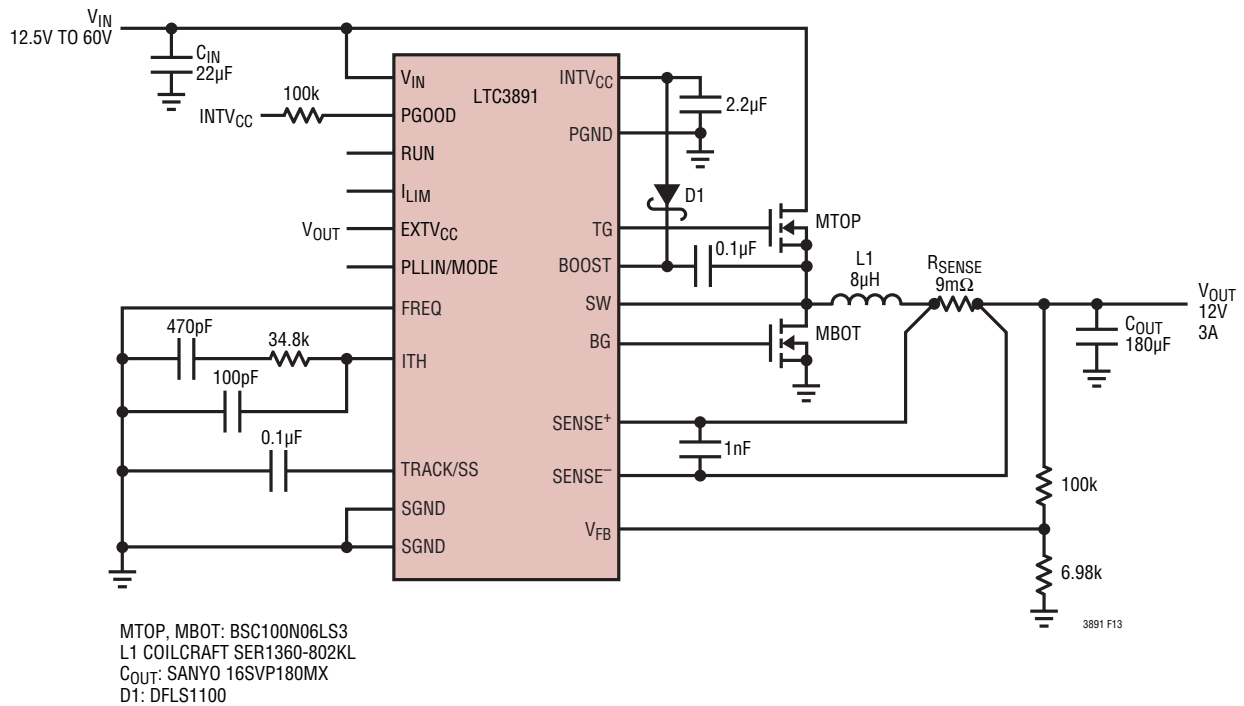 VIN
12.5V TO 60V
CIN
22µF
INTVCC
100k
VOUT
470pF
34.8k
100pF
0.1µF
LTC3891
VIN
PGOOD
RUN
ILIM
EXTVCC
PLLIN/MODE
FREQ
ITH
TRACK/SS
SGND
SGND
INTVCC
PGND
TG
BOOST
SW
BG
SENSE+
SENSE–
VFB
2.2µF
D1
0.1µF
MTOP
MBOT
L1
8µH
RSENSE
9mΩ
1nF
VOUT
12V
3A
COUT
180µF
100k
6.98k
3891 F13
MTOP, MBOT: BSC100N06LS3
L1 COILCRAFT SER1360-802KL
COUT: SANYO 16SVP180MX
D1: DFLS1100